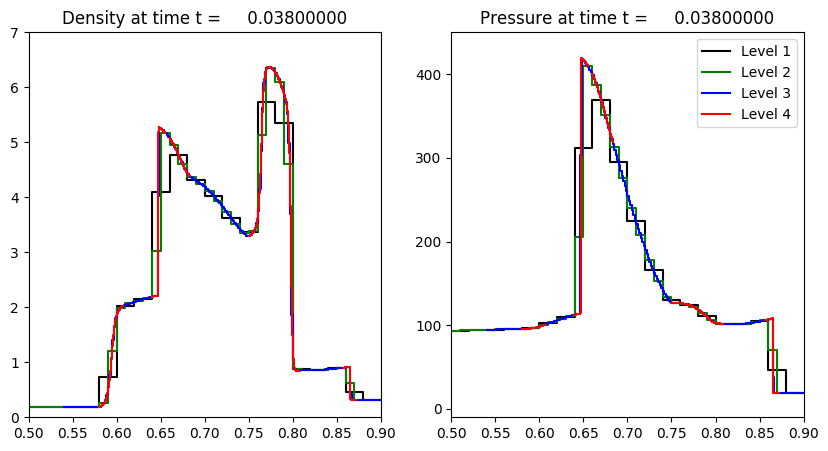 Density at time t = 0.03800000
7
6
5
4
3
2
1
0
0.50 0.55 0.60 0.65 0.70 0.75 0.80 0.85 0.90
Pressure at time t = 0.03800000
Level 1
Level 2
Level 3
Level 4
400
300
200
100
0
0.50 0.55 0.60 0.65 0.70 0.75 0.80 0.85 0.90